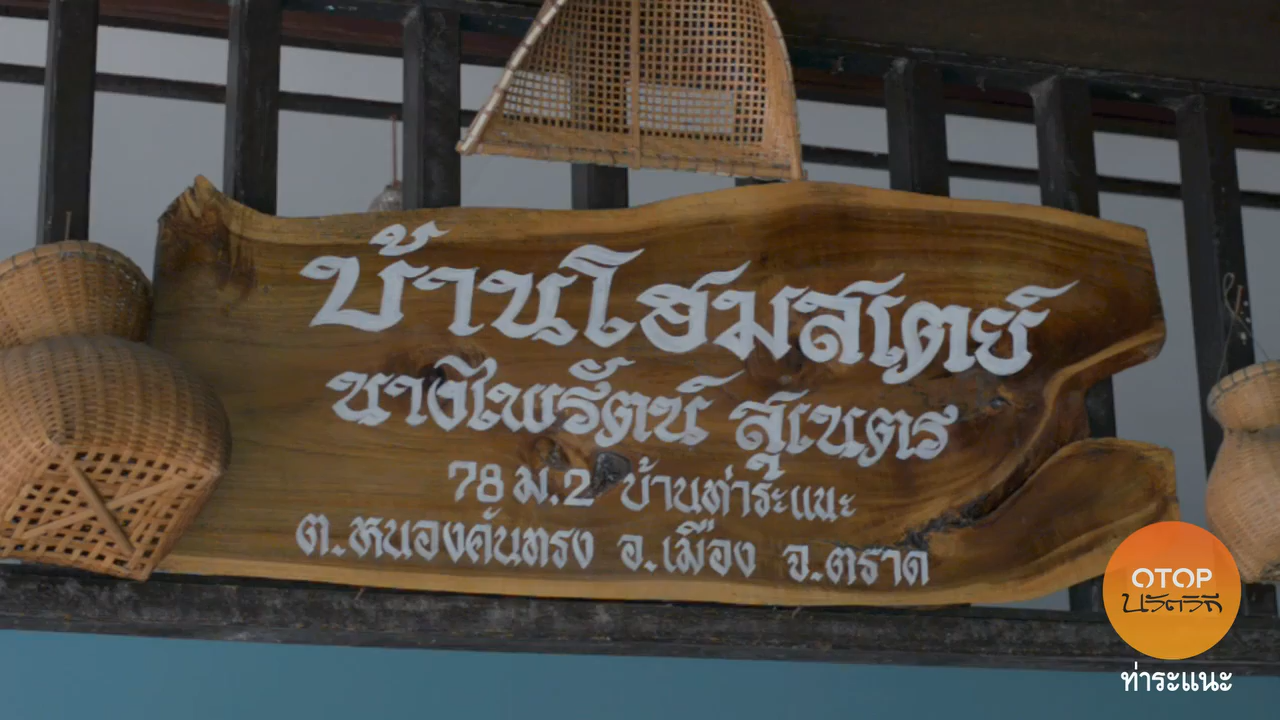 บ้านโฮมสเตย์
นางไพรัตน์ สุเนตร
78 ม.2 บ้านท่าระแนะ
ต.หนองคันทรง อ.เมือง จ.ตราด
OTOP
นวัตวิถี
ท่าระแนะ